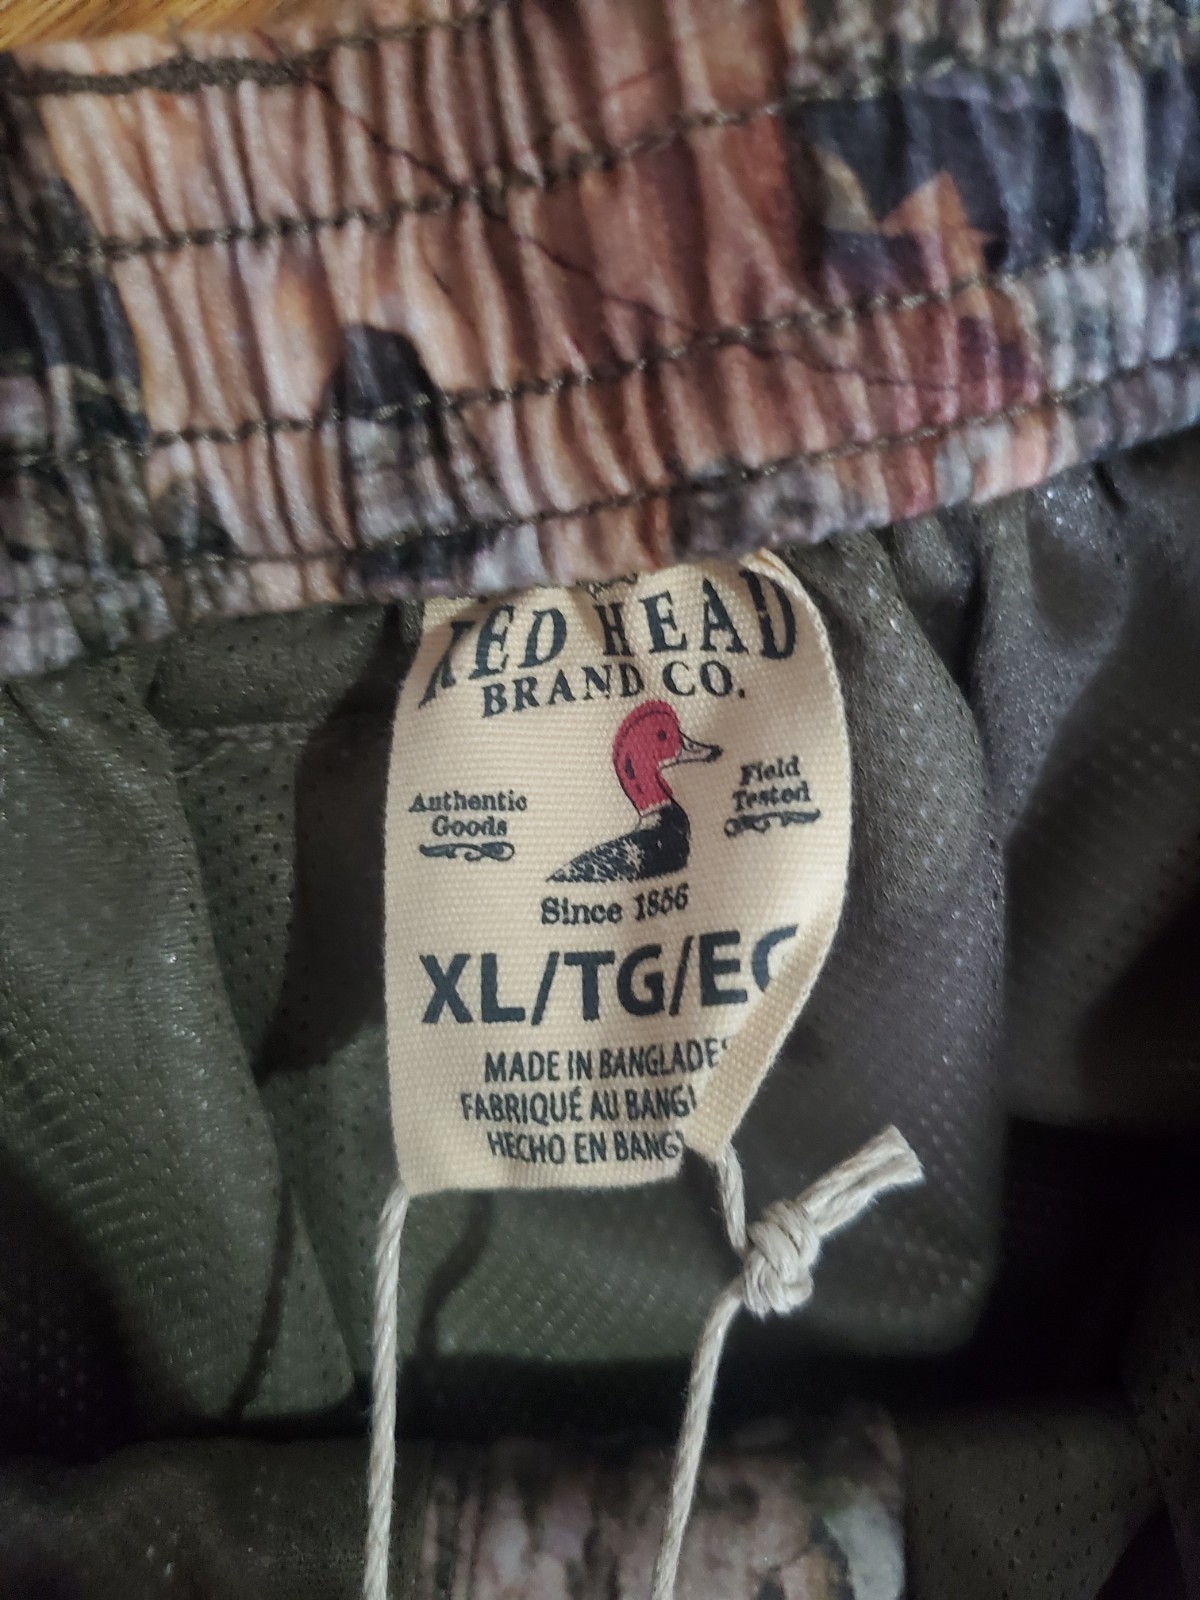 RED HEAD
BRAND CO.
Authentic
Goods
Field
Tested
Since 1856
XL/TG/EG
MADE IN BANGLADES
FABRIQUÉ AU BANGL
HECHO EN BANG